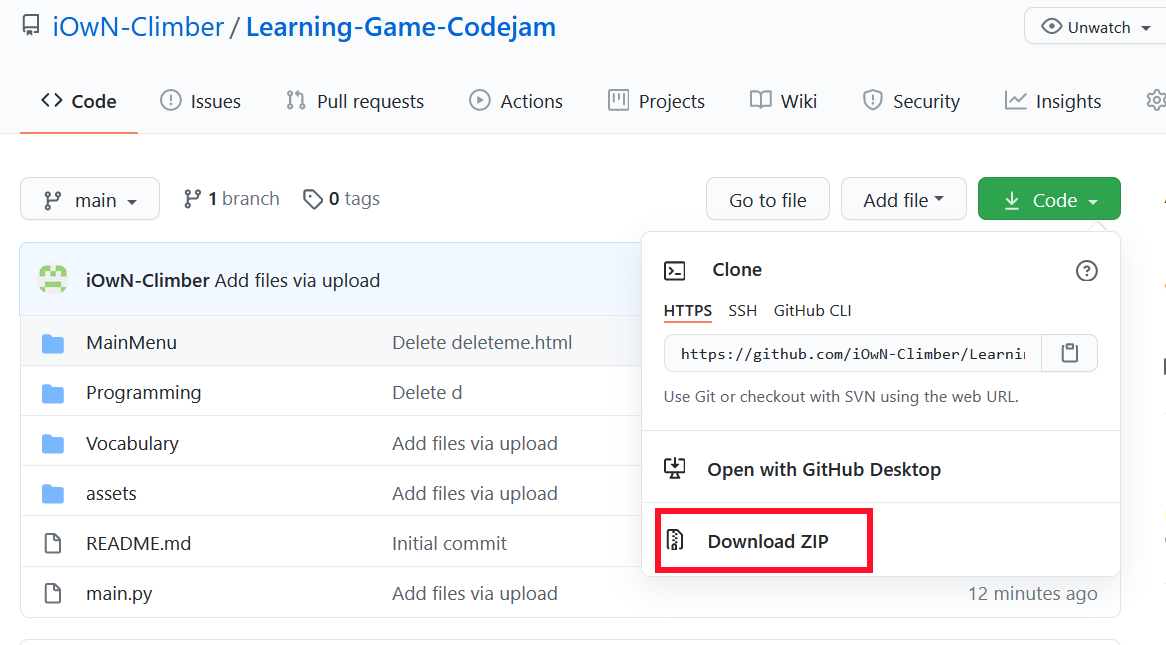 iOwN-Climber / Learning-Game-Codejam
Unwatch
Code Issues Pull requests Actions Projects Wiki Security Insights
main 1 branch 0 tags Go to file Add file Code
iOwN-Climber Add files via upload
Clone
HTTPS SSH GitHub CLI
https://github.com/iOwN-Climber/Learnin
Use Git or checkout with SVN using the web URL.
Open with GitHub Desktop
Download ZIP
MainMenu Delete deleteme.html
Programming Delete d
Vocabulary Add files via upload
assets Add files via upload
README.md Initial commit
main.py Add files via upload 12 minutes ago